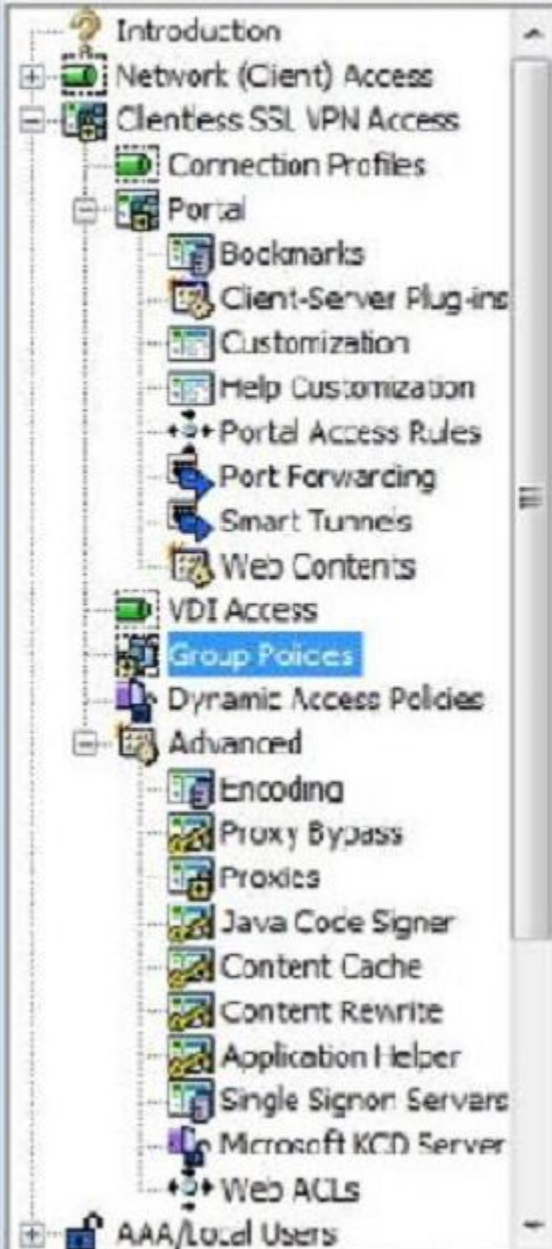 Introduction
Network (Client) Access
Clientless SSL VPN Access
Connection Profiles
Portal
Bookmarks
Client-Server Plug-ins
Customization
Help Customization
Portal Access Rules
Port Forwarding
Smart Tunnels
Web Contents
VDI Access
Group Policies
Dynamic Access Policies
Advanced
Encoding
Proxy Bypass
Proxies
Java Code Signer
Content Cache
Content Rewrite
Application Helper
Single Signon Servers
Microsoft KCD Server
Web ACLs
AAA/Local Users